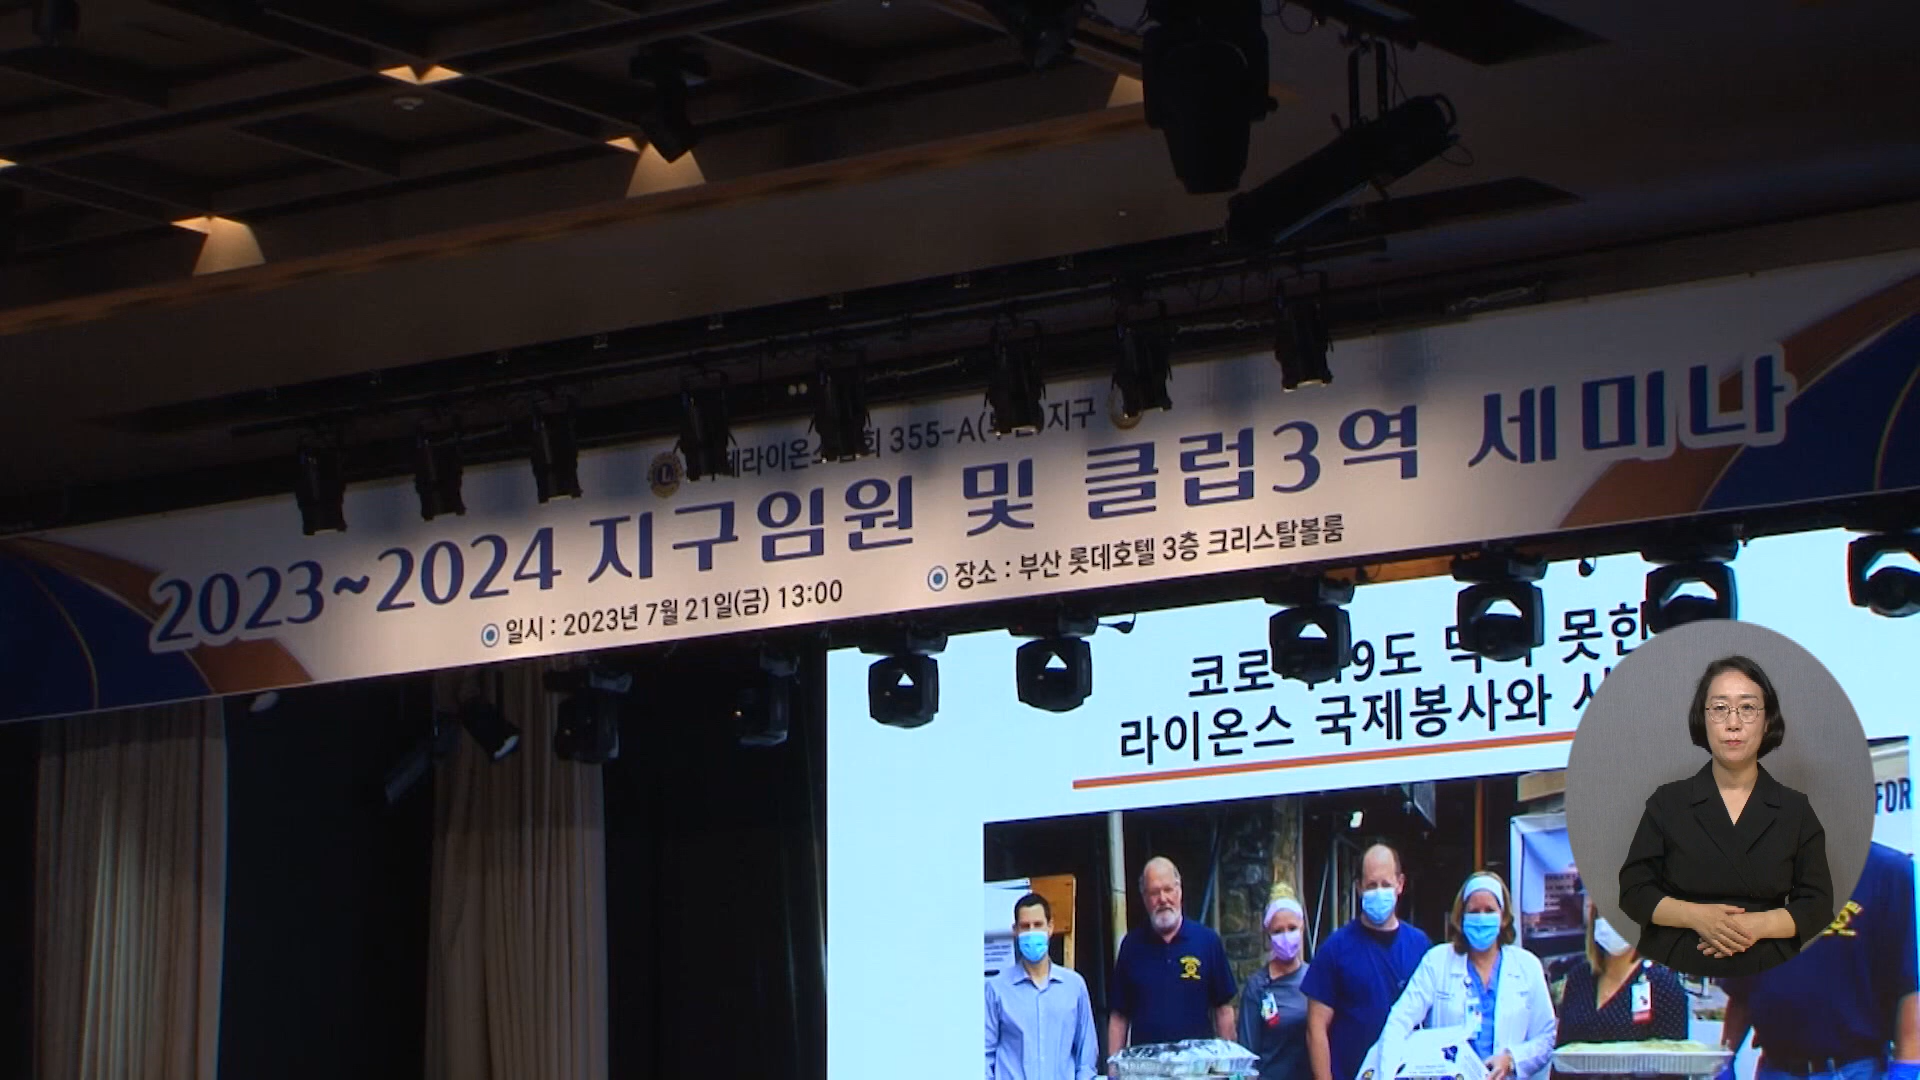 355-A 지구
2023~2024 지구임원 및 클럽3역 세미나
일시 : 2023년 7월 21일(금) 13:00
장소 : 부산 롯데호텔 3층 크리스탈볼룸
못한
라이온스 국제봉사와
FOR